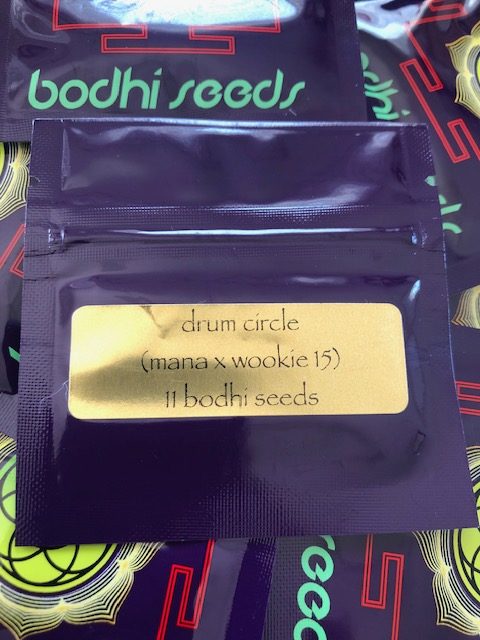 bodhi seeds
drum circle
(mana x wookie 15)
11 bodhi seeds